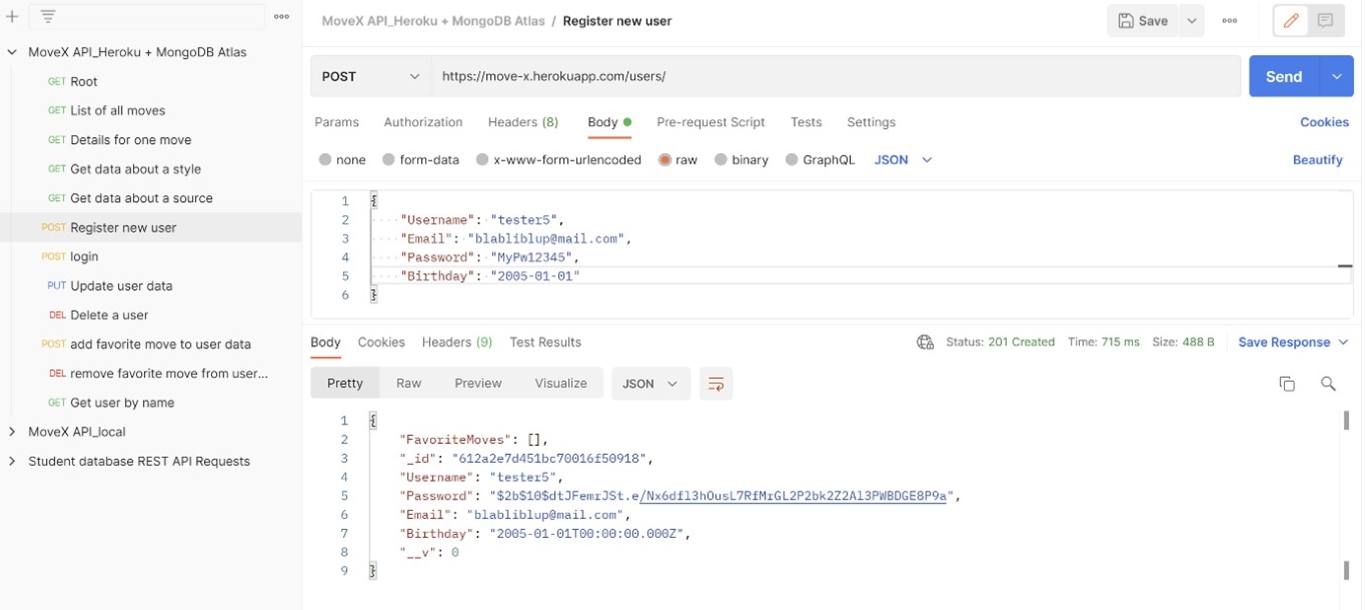 MoveX API_Heroku + MongoDB Atlas / Register new user
Save
MoveX API_Heroku + MongoDB Atlas
GET Root
GET List of all moves
GET Details for one move
GET Get data about a style
GET Get data about a source
POST Register new user
POST login
PUT Update user data
DEL Delete a user
POST add favorite move to user data
DEL remove favorite move from user...
GET Get user by name
MoveX API_local
Student database REST API Requests
POST https://move-x.herokuapp.com/users/ Send
Params Authorization Headers (8) Body Pre-request Script Tests Settings Cookies
none form-data x-www-form-urlencoded raw binary GraphQL JSON Beautify
1 {
2 "Username": "tester5",
3 "Email": "blabliblup@mail.com",
4 "Password": "MyPw12345",
5 "Birthday": "2005-01-01"
6 }
Body Cookies Headers (9) Test Results Status: 201 Created Time: 715 ms Size: 488 B Save Response
Pretty Raw Preview Visualize JSON
1 {
2 "FavoriteMoves": [],
3 "_id": "612a2e7d451bc70016f50918",
4 "Username": "tester5",
5 "Password": "$2b$10$dtJFemrJSt.e/Nx6dfl3hOusL7RfMrGL2P2bk2Z2Al3PWBDGE8P9a",
6 "Email": "blabliblup@mail.com",
7 "Birthday": "2005-01-01T00:00:00.000Z",
8 "__v": 0
9 }